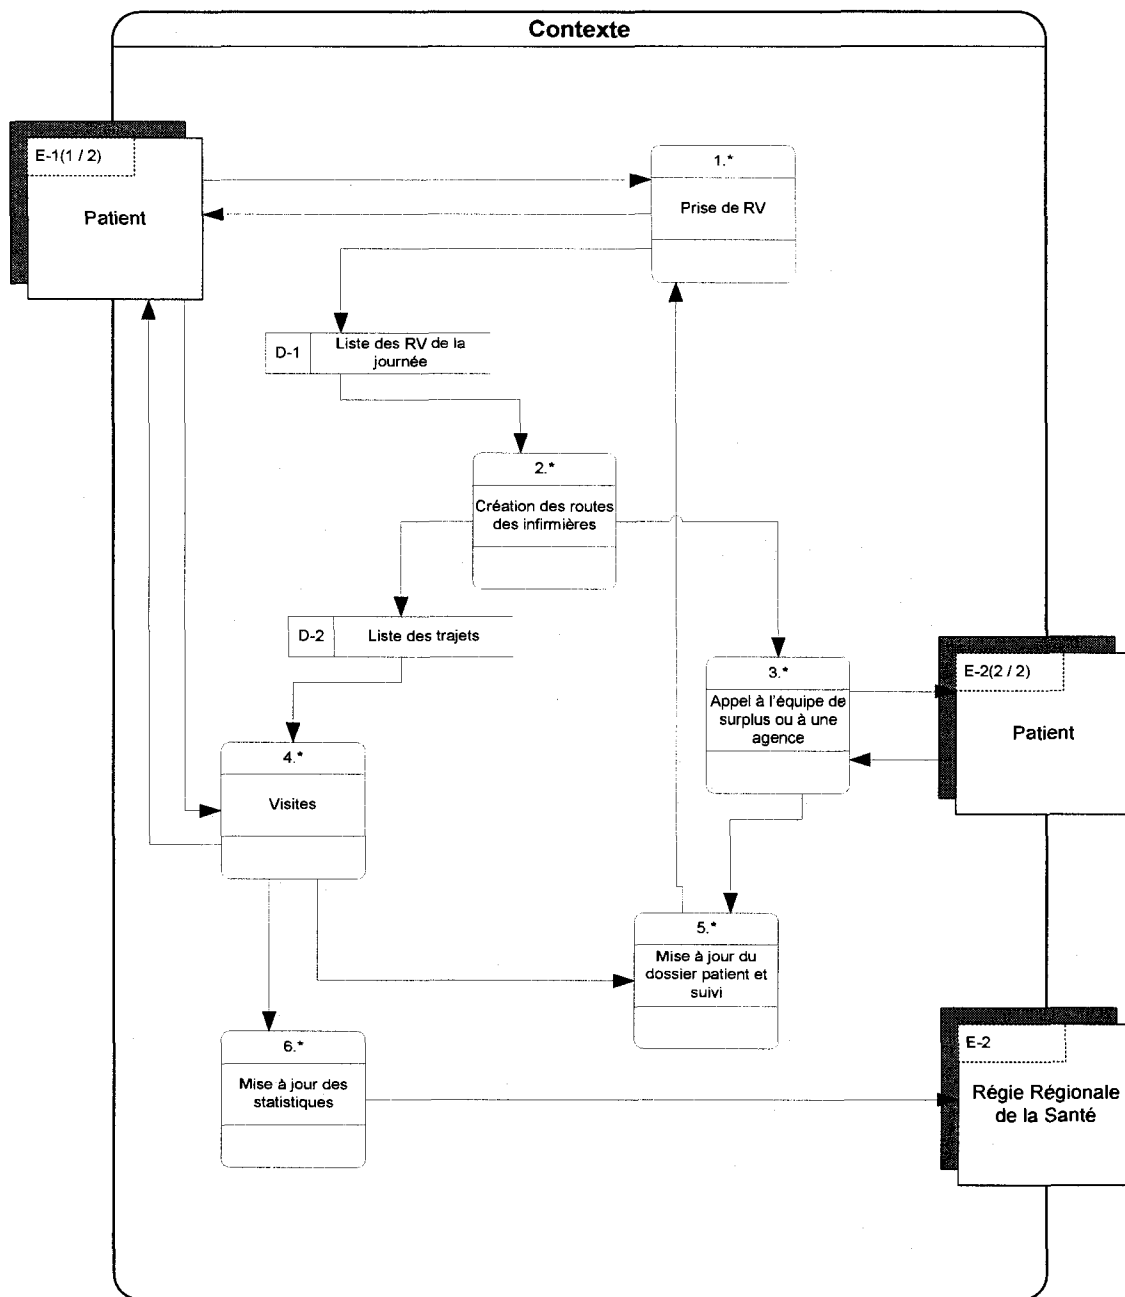 Contexte
E-1(1 / 2)
Patient
1.*
Prise de RV
D-1
Liste des RV de la
journée
2.*
Création des routes
des infirmières
D-2
Liste des trajets
3.*
Appel à l'équipe de
surplus ou à une
agence
E-2(2 / 2)
Patient
4.*
Visites
5.*
Mise à jour du
dossier patient et
suivi
6.*
Mise à jour des
statistiques
E-2
Régie Régionale
de la Santé